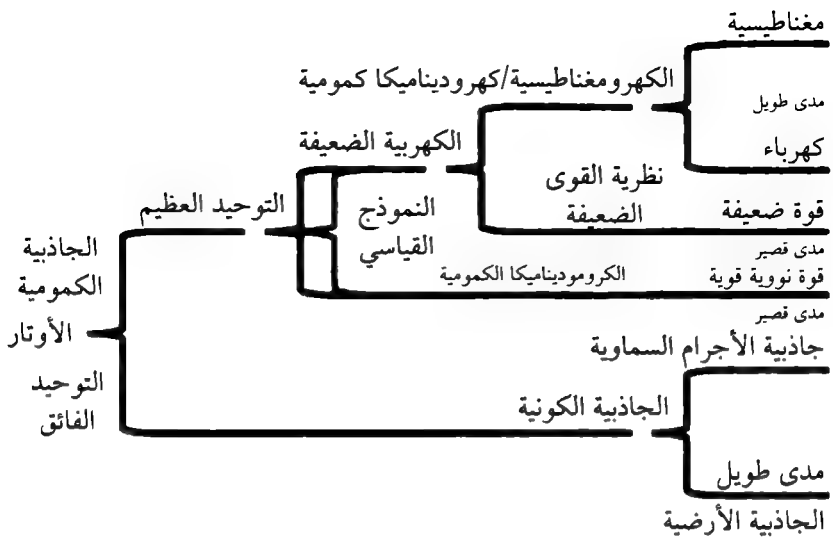 مغناطيسية
الكهرومغناطيسية/كهروديناميكا كمومية
مدى طويل
كهرباء
الكهربية الضعيفة
نظرية القوى
الضعيفة
قوة ضعيفة
مدى قصير
التوحيد العظيم
النموذج
القياسي
الكروموديناميكا الكمومية
قوة نووية قوية
مدى قصير
الجاذبية
الكمومية
الأوتار
التوحيد
الفائق
جاذبية الأجرام السماوية
الجاذبية الكونية
مدى طويل
الجاذبية الأرضية